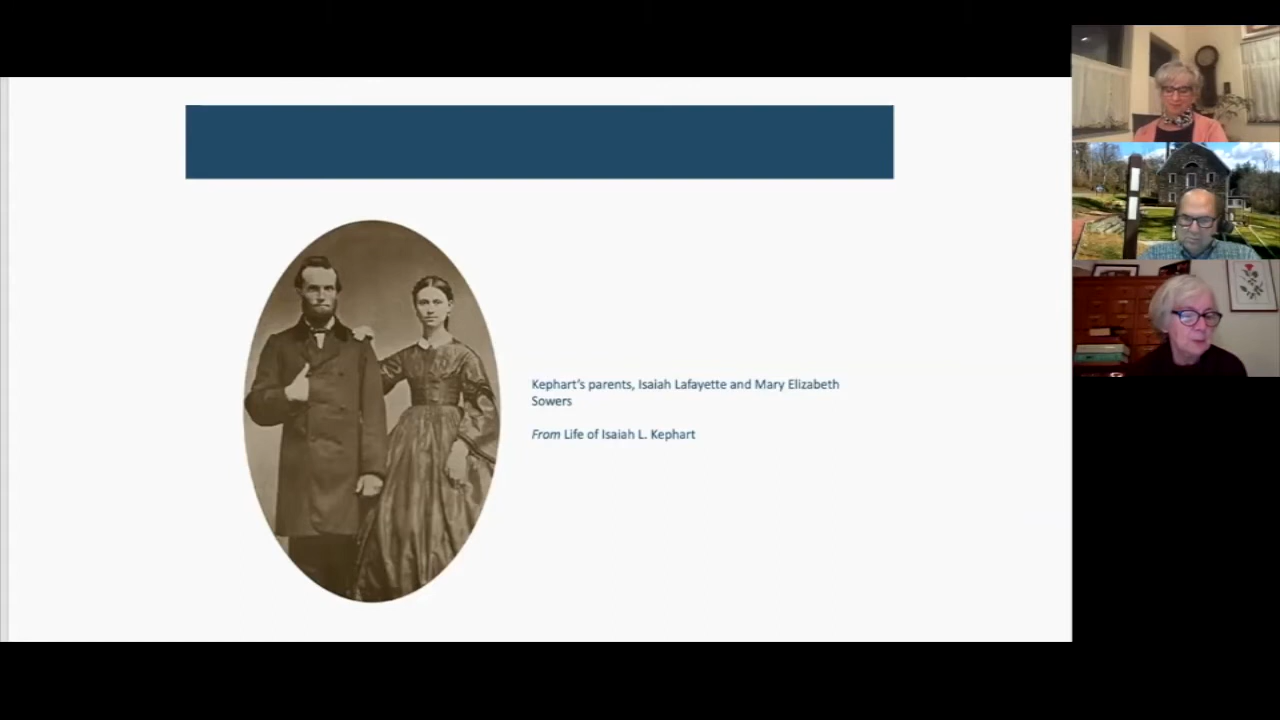 Kephart's parents, Isaiah Lafayette and Mary Elizabeth
Sowers
From Life of Isaiah L. Kephart